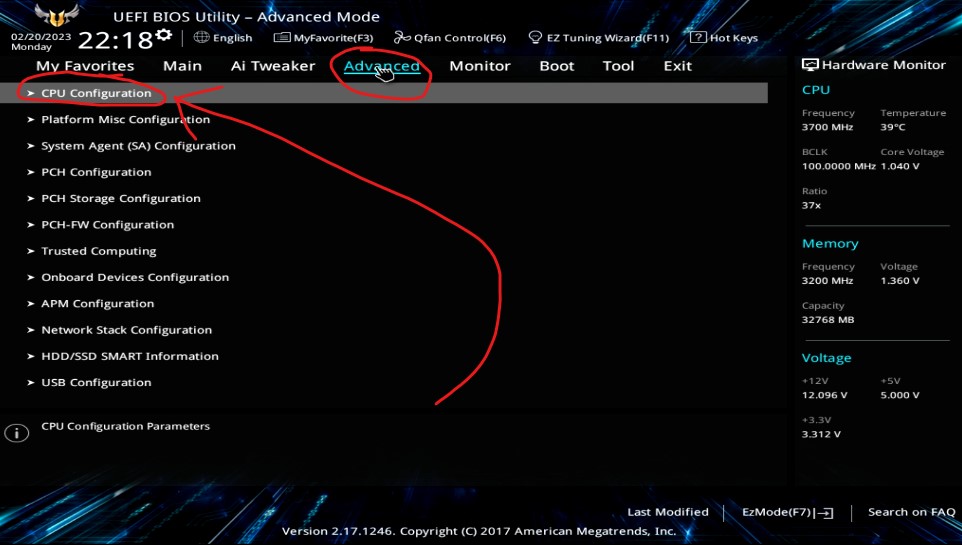 UEFI BIOS Utility – Advanced Mode
02/20/2023 Monday 22:18 English MyFavorite(F3) Qfan Control(F6) EZ Tuning Wizard(F11) ? Hot Keys
My Favorites Main Ai Tweaker Advanced Monitor Boot Tool Exit
CPU Configuration
Platform Misc Configuration
System Agent (SA) Configuration
PCH Configuration
PCH Storage Configuration
PCH-FW Configuration
Trusted Computing
Onboard Devices Configuration
APM Configuration
Network Stack Configuration
HDD/SSD SMART Information
USB Configuration
i CPU Configuration Parameters
Hardware Monitor
CPU
Frequency Temperature
3700 MHz 39°C
BCLK Core Voltage
100.0000 MHz 1.040 V
Ratio
37x
Memory
Frequency Voltage
3200 MHz 1.360 V
Capacity
32768 MB
Voltage
+12V +5V
12.096 V 5.000 V
+3.3V
3.312 V
Last Modified EzMode(F7) Search on FAQ
Version 2.17.1246. Copyright (C) 2017 American Megatrends, Inc.